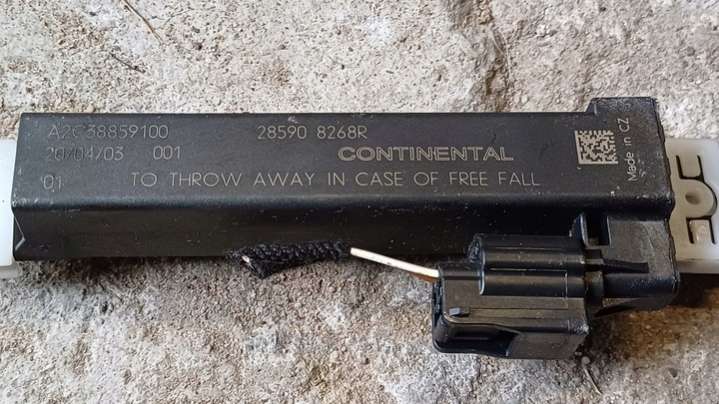 A2C38859100 28590 8268R
20/04/03 001 CONTINENTAL
01 TO THROW AWAY IN CASE OF FREE FALL
Made in CZ